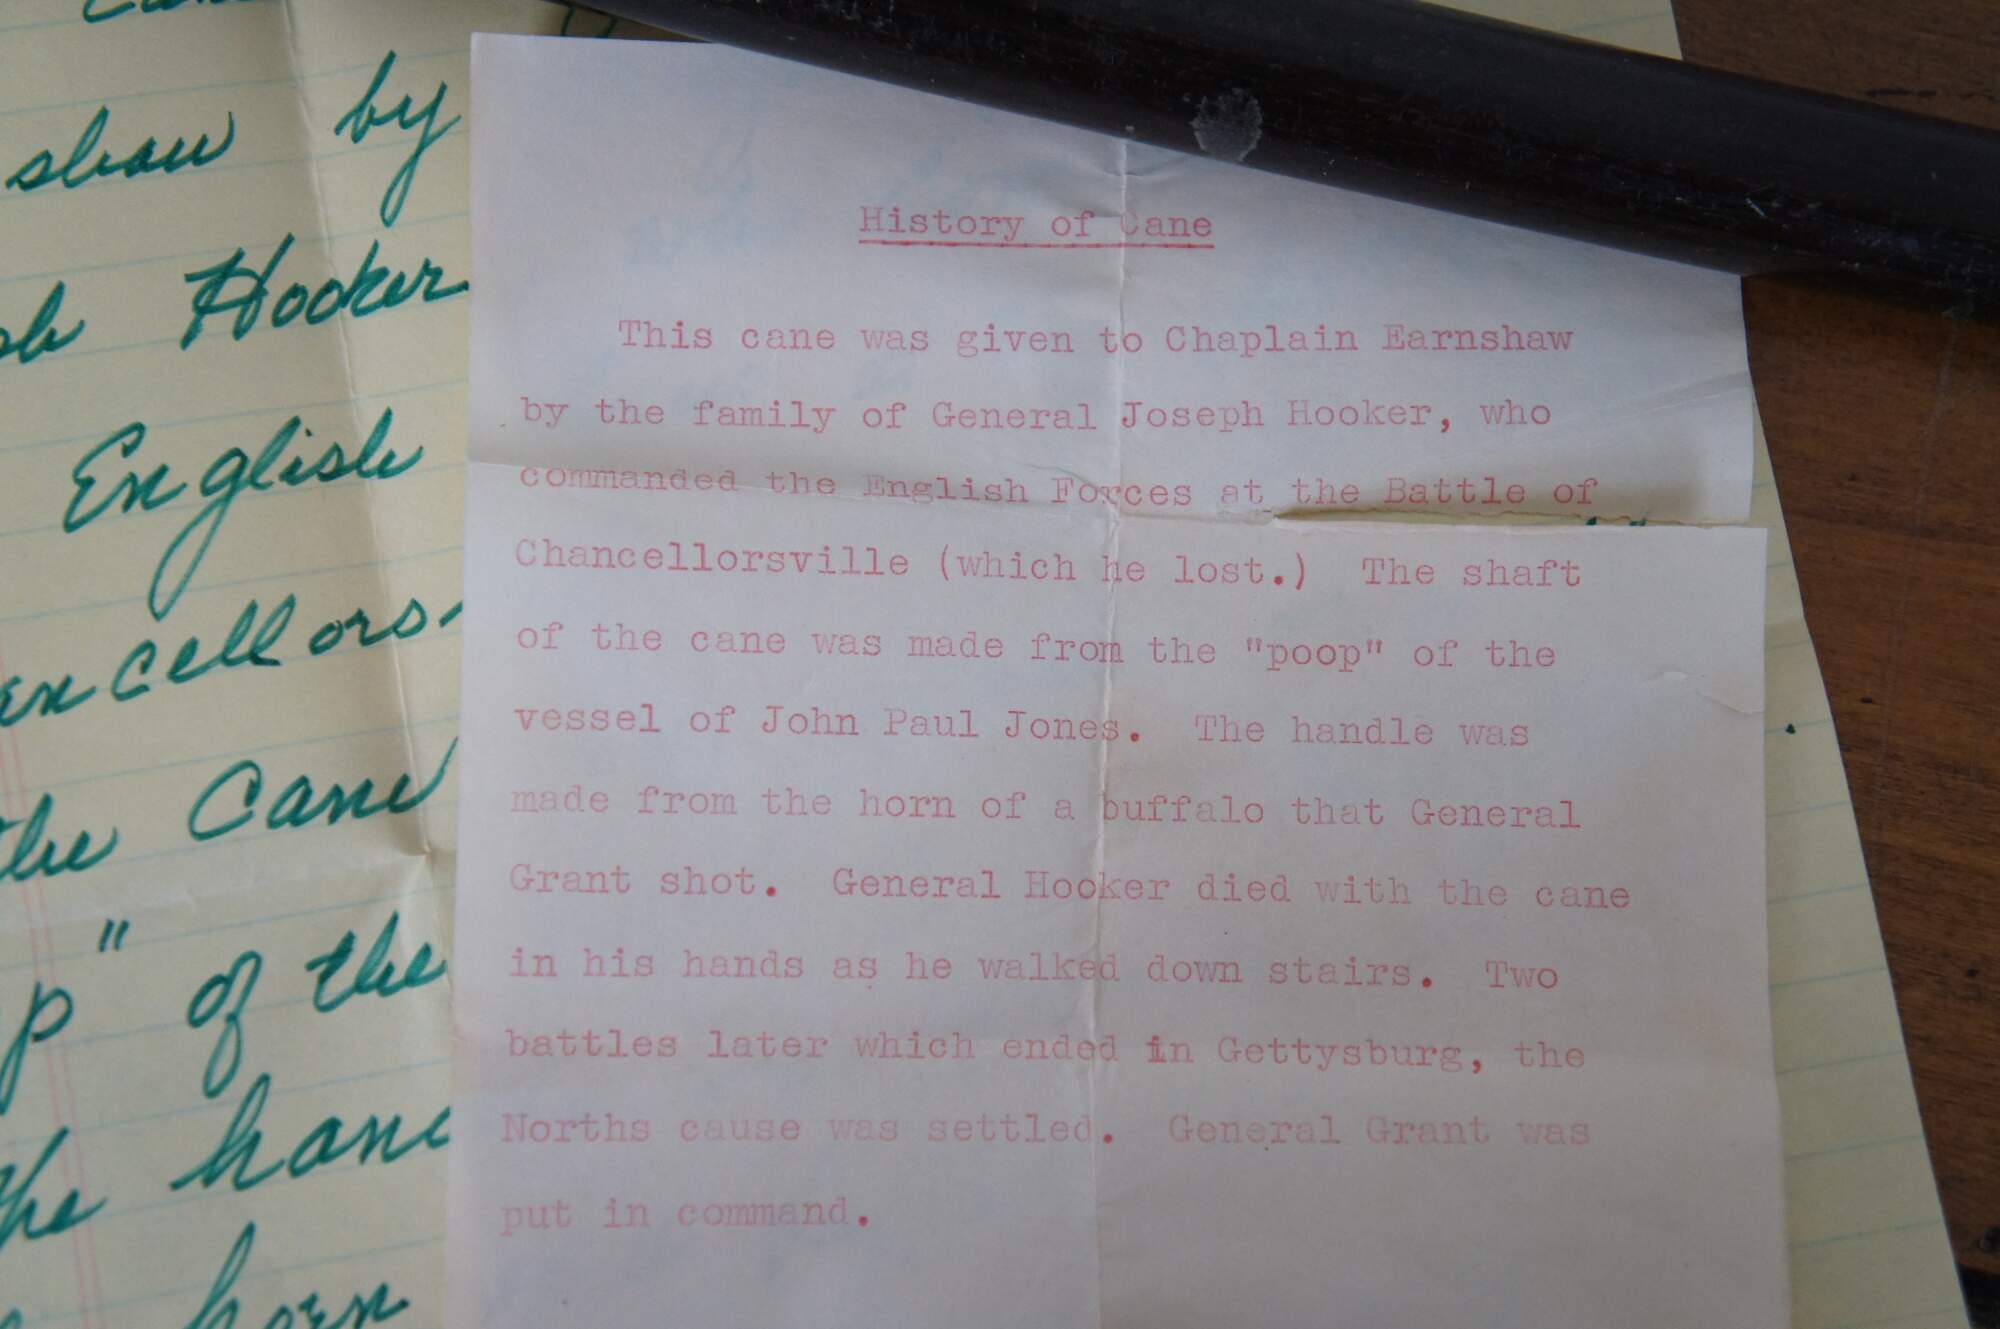 shaw by
Hooker
English
cellors-
the Cane
p" of the
the hand
horn
History of Cane
This cane was given to Chaplain Earnshaw
by the family of General Joseph Hooker, who
commanded the English Forces at the Battle of
Chancellorsville (which he lost.) The shaft
of the cane was made from the "poop" of the
vessel of John Paul Jones. The handle was
made from the horn of a buffalo that General
Grant shot. General Hooker died with the cane
in his hands as he walked down stairs. Two
battles later which ended in Gettysburg, the
Norths cause was settled. General Grant was
put in command.